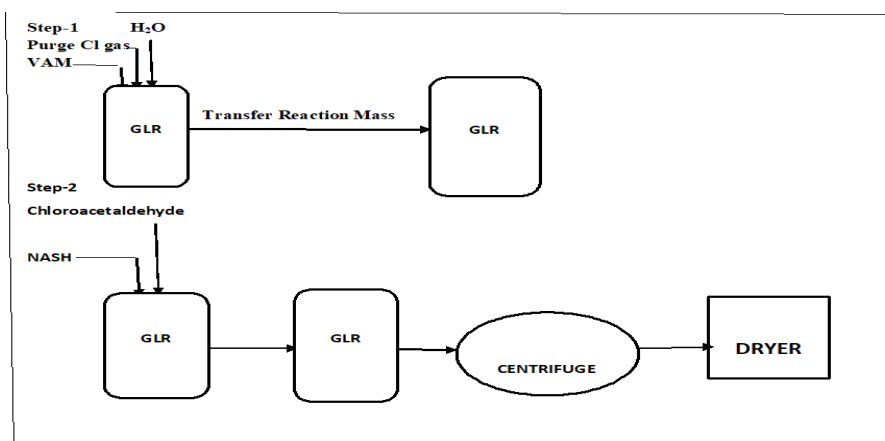 Step-1
H₂O
Purge Cl gas
VAM
GLR
Transfer Reaction Mass
GLR
Step-2
Chloroacetaldehyde
NASH
GLR
GLR
CENTRIFUGE
DRYER